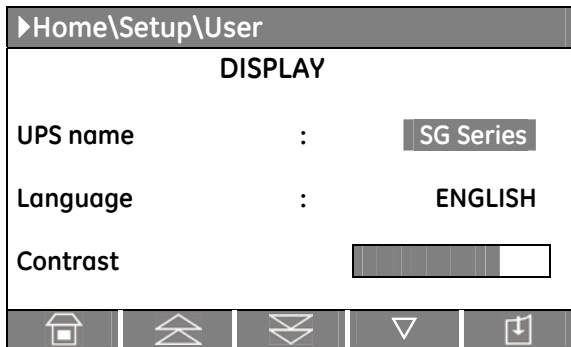 Home\Setup\User
DISPLAY
UPS name : SG Series
Language : ENGLISH
Contrast